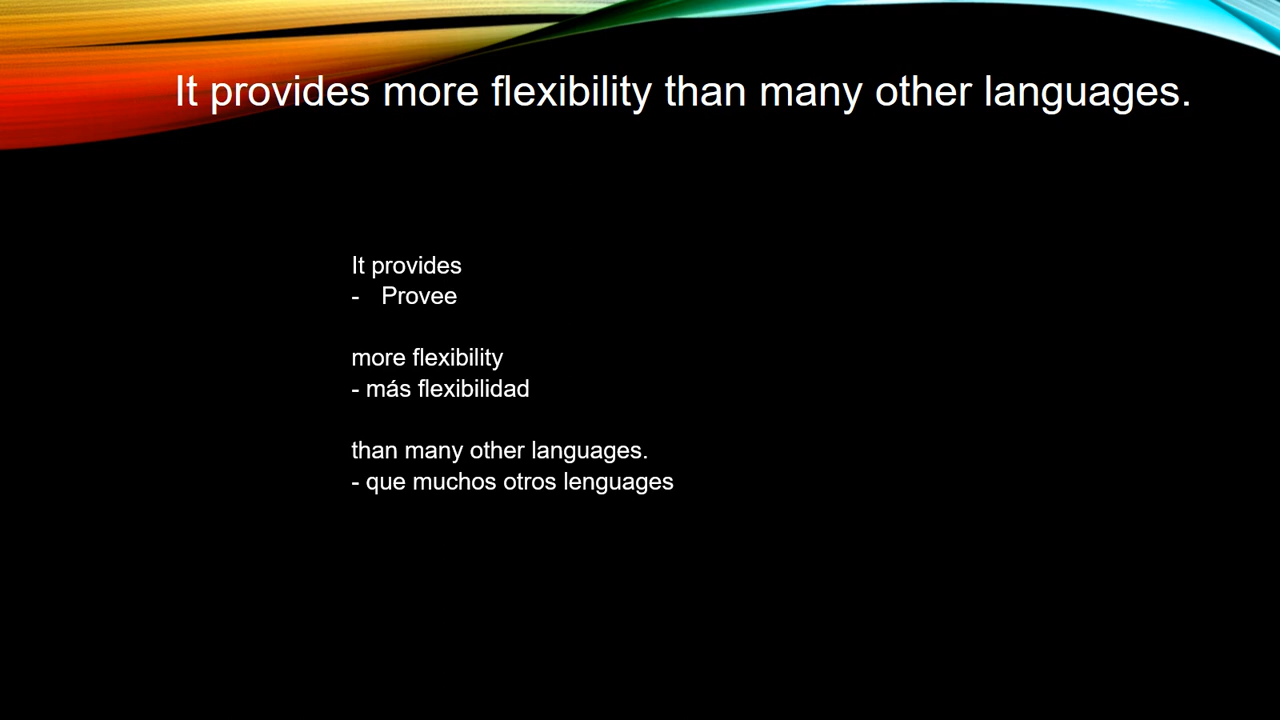 It provides more flexibility than many other languages.
It provides
- Provee
more flexibility
- más flexibilidad
than many other languages.
- que muchos otros lenguages